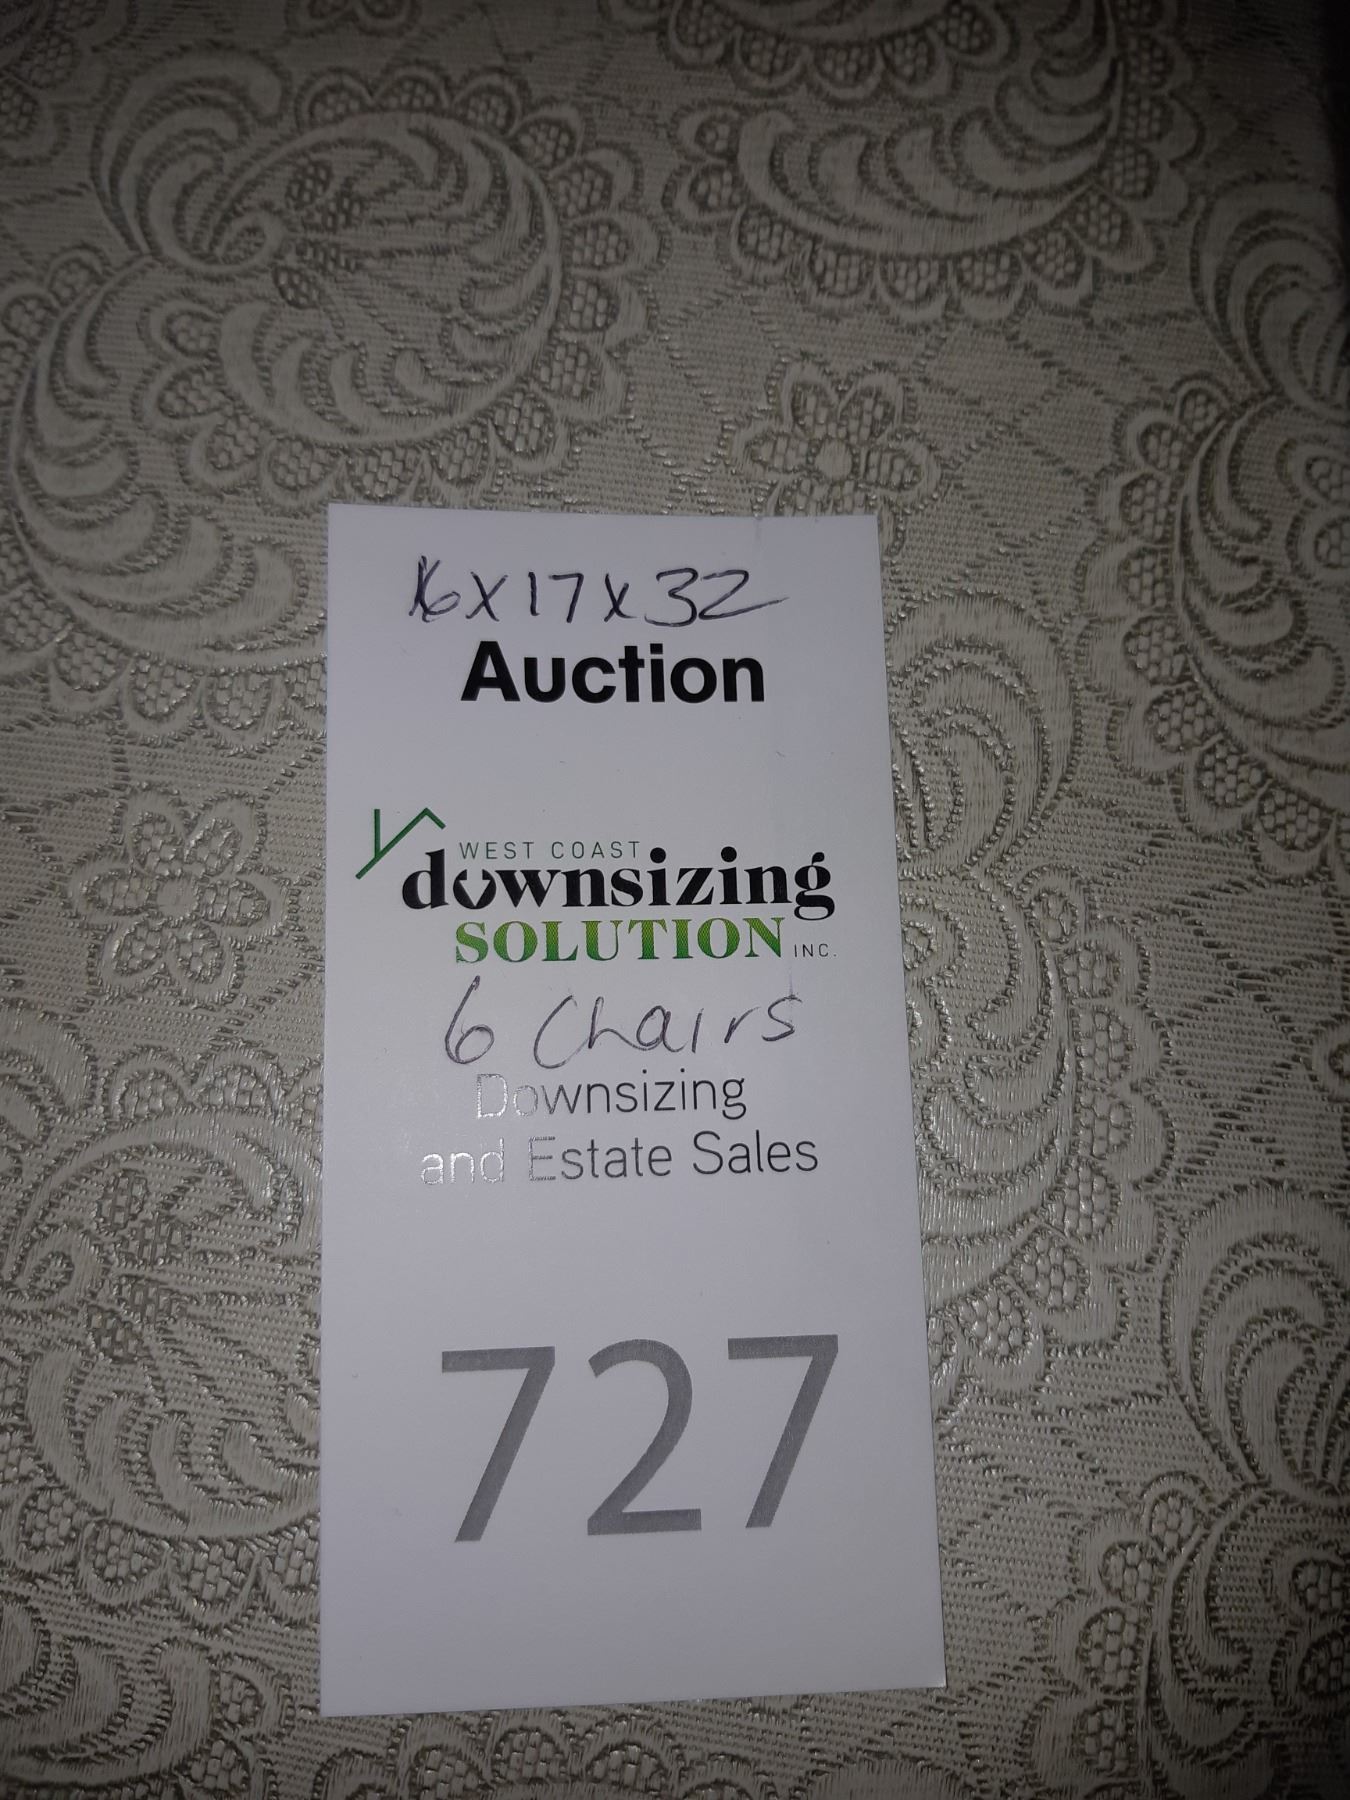 16x17x32
Auction
WEST COAST
downsizing
SOLUTION INC.
6 Chairs
Downsizing
and Estate Sales
727